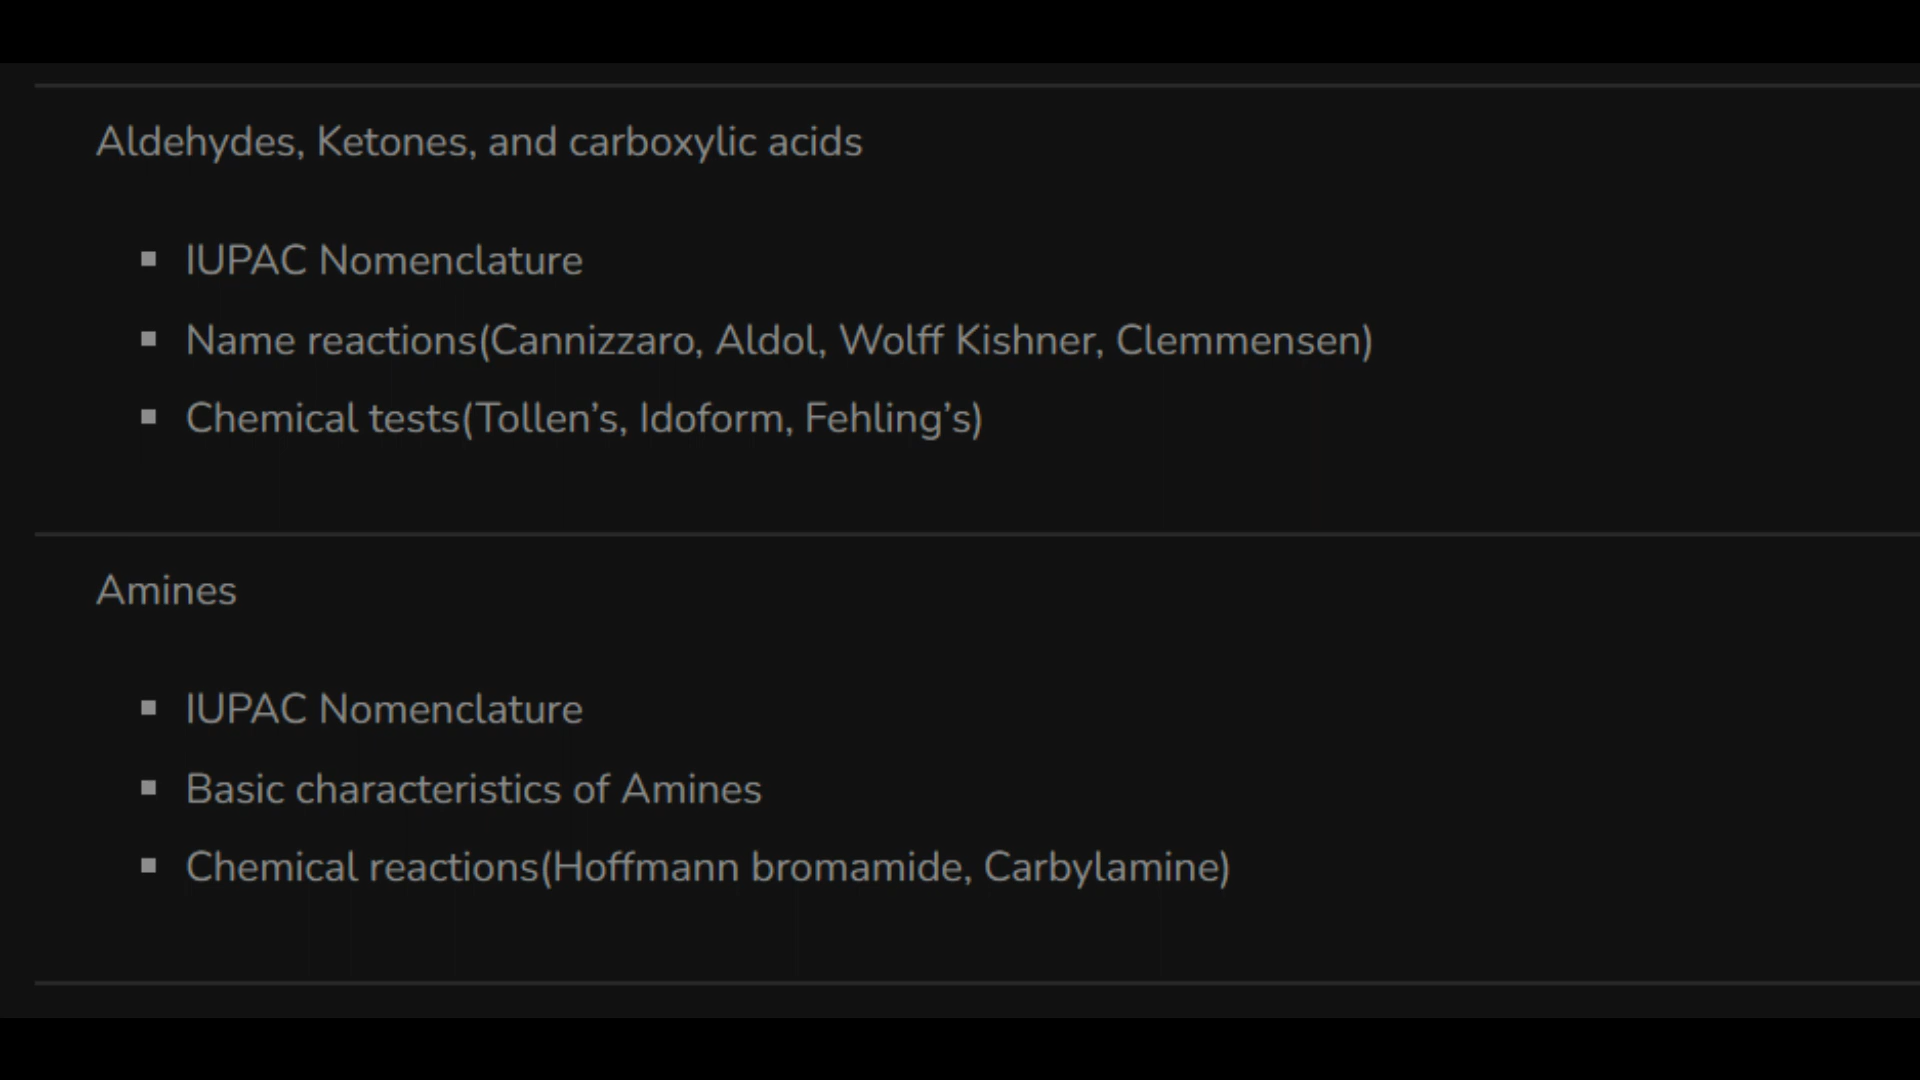 Aldehydes, Ketones, and carboxylic acids
▪ IUPAC Nomenclature
▪ Name reactions(Cannizzaro, Aldol, Wolff Kishner, Clemmensen)
▪ Chemical tests(Tollen’s, Idoform, Fehling’s)
Amines
▪ IUPAC Nomenclature
▪ Basic characteristics of Amines
▪ Chemical reactions(Hoffmann bromamide, Carbylamine)